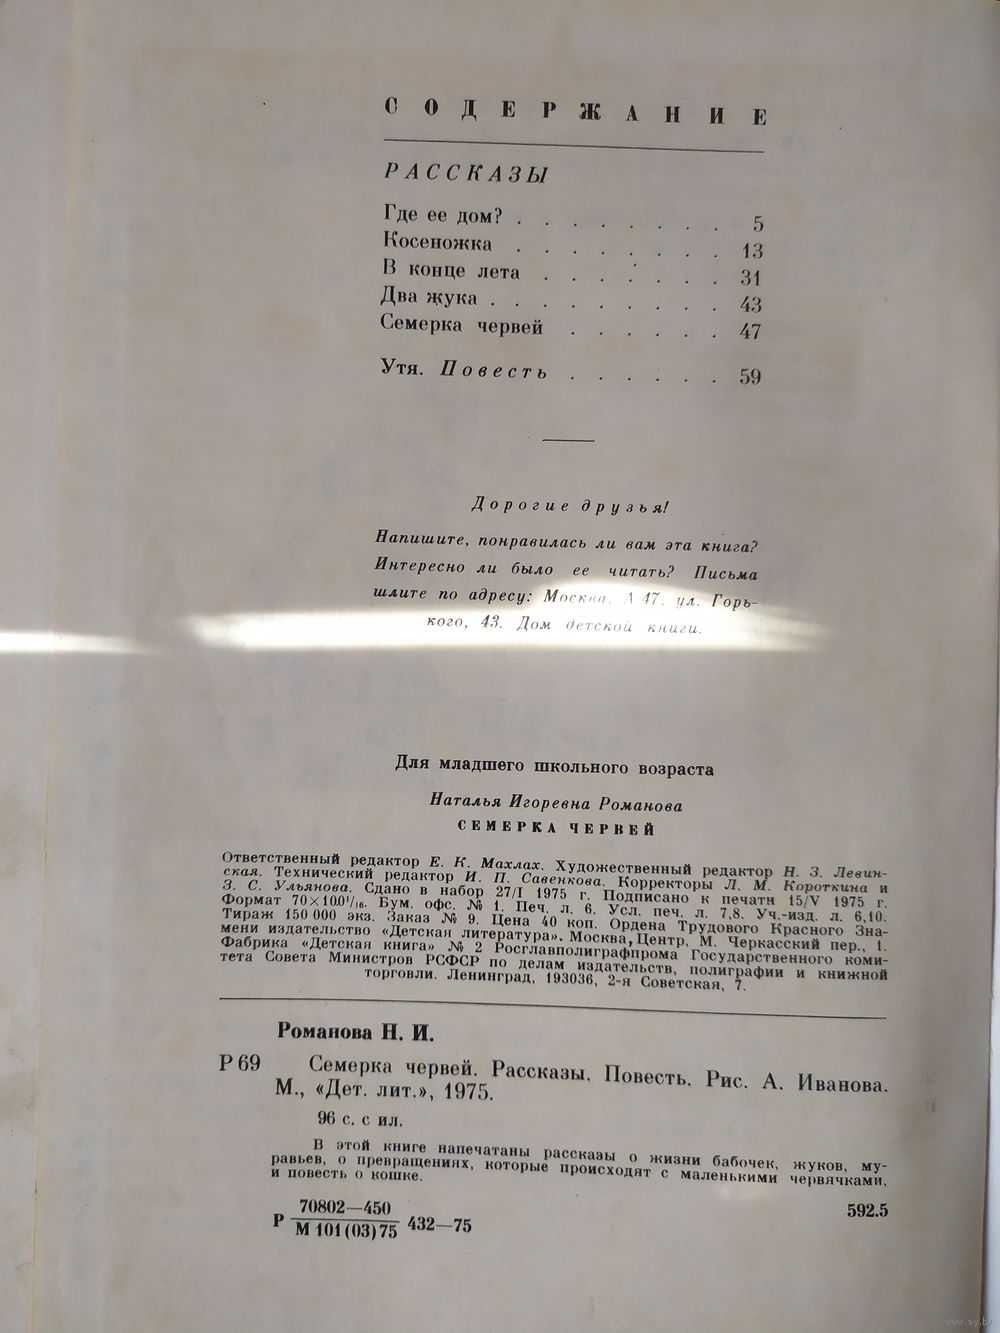 СОДЕРЖАНИЕ
РАССКАЗЫ
Где ее дом? . . . . . . . . 5
Косеножка . . . . . . . . 13
В конце лета . . . . . . . 31
Два жука . . . . . . . . . 43
Семерка червей . . . . . . 47
Утя. Повесть . . . . . . 59
Дорогие друзья!
Напишите, понравилась ли вам эта книга?
Интересно ли было ее читать? Письма
шлите по адресу: Москва, А-47, ул. Горь-
кого, 43. Дом детской книги.
Для младшего школьного возраста
Наталья Игоревна Романова
СЕМЕРКА ЧЕРВЕЙ
Ответственный редактор Е. К. Махлах. Художественный редактор Н. З. Левин-
ская. Технический редактор И. П. Савенкова. Корректоры Л. М. Короткина и
З. С. Ульянова. Сдано в набор 27/I 1975 г. Подписано к печати 15/V 1975 г.
Формат 70×100¹/₁₆. Бум. офс. № 1. Печ. л. 6. Усл. печ. л. 7,8. Уч.-изд. л. 6,10.
Тираж 150 000 экз. Заказ № 9. Цена 40 коп. Ордена Трудового Красного Зна-
мени издательство «Детская литература». Москва, Центр, М. Черкасский пер., 1.
Фабрика «Детская книга» № 2 Росглавполиграфпрома Государственного коми-
тета Совета Министров РСФСР по делам издательств, полиграфии и книжной
торговли. Ленинград, 193036, 2-я Советская, 7.
Романова Н. И.
Р 69 Семерка червей. Рассказы. Повесть. Рис. А. Иванова.
М., «Дет. лит.», 1975.
96 с. с ил.
В этой книге напечатаны рассказы о жизни бабочек, жуков, му-
равьев, о превращениях, которые происходят с маленькими червячками,
и повесть о кошке.
70802—450
Р М 101(03)75 432—75
592.5
www.ay.by